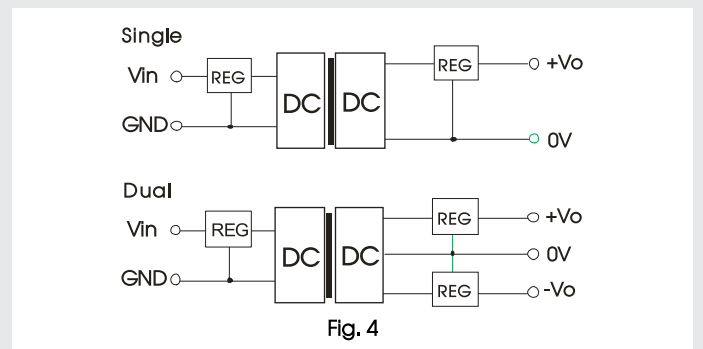 Single
Vin REG DC DC REG +Vo
GND 0V
Dual
Vin REG DC DC REG +Vo
0V
GND REG -Vo
Fig. 4